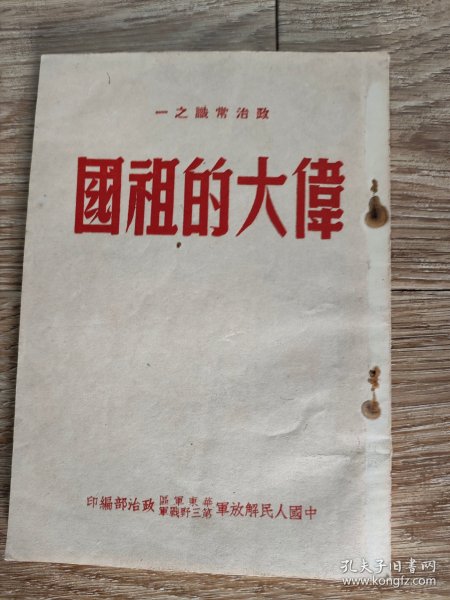 政治常識之一
偉大的祖國
中國人民解放軍華東軍區第三野戰軍政治部編印
孔夫子旧书网
www.kongfz.com